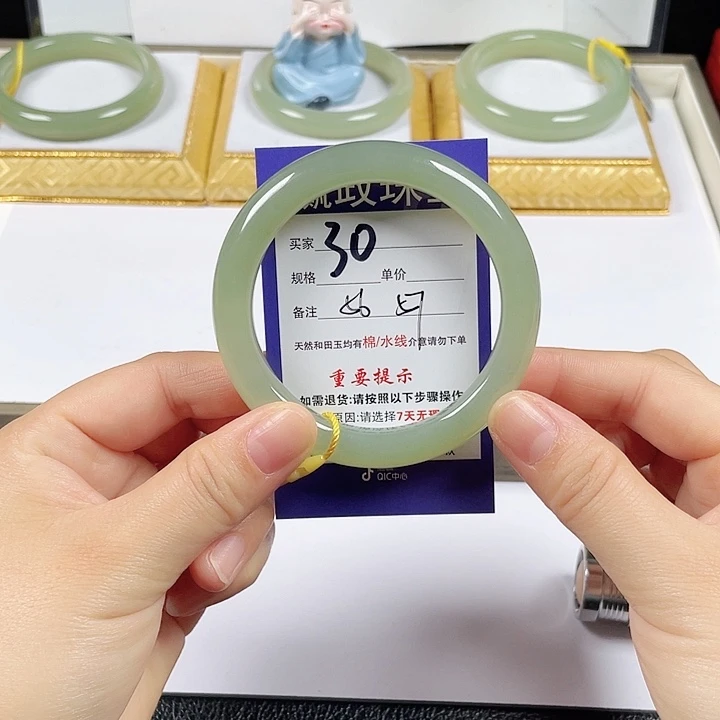 政珠
买家 30
规格 单价
备注
天然和田玉均有棉/水线介意请勿下单
重要提示
如需退货:请按照以下步骤操作
原因:请选择7天无理
QIC中心